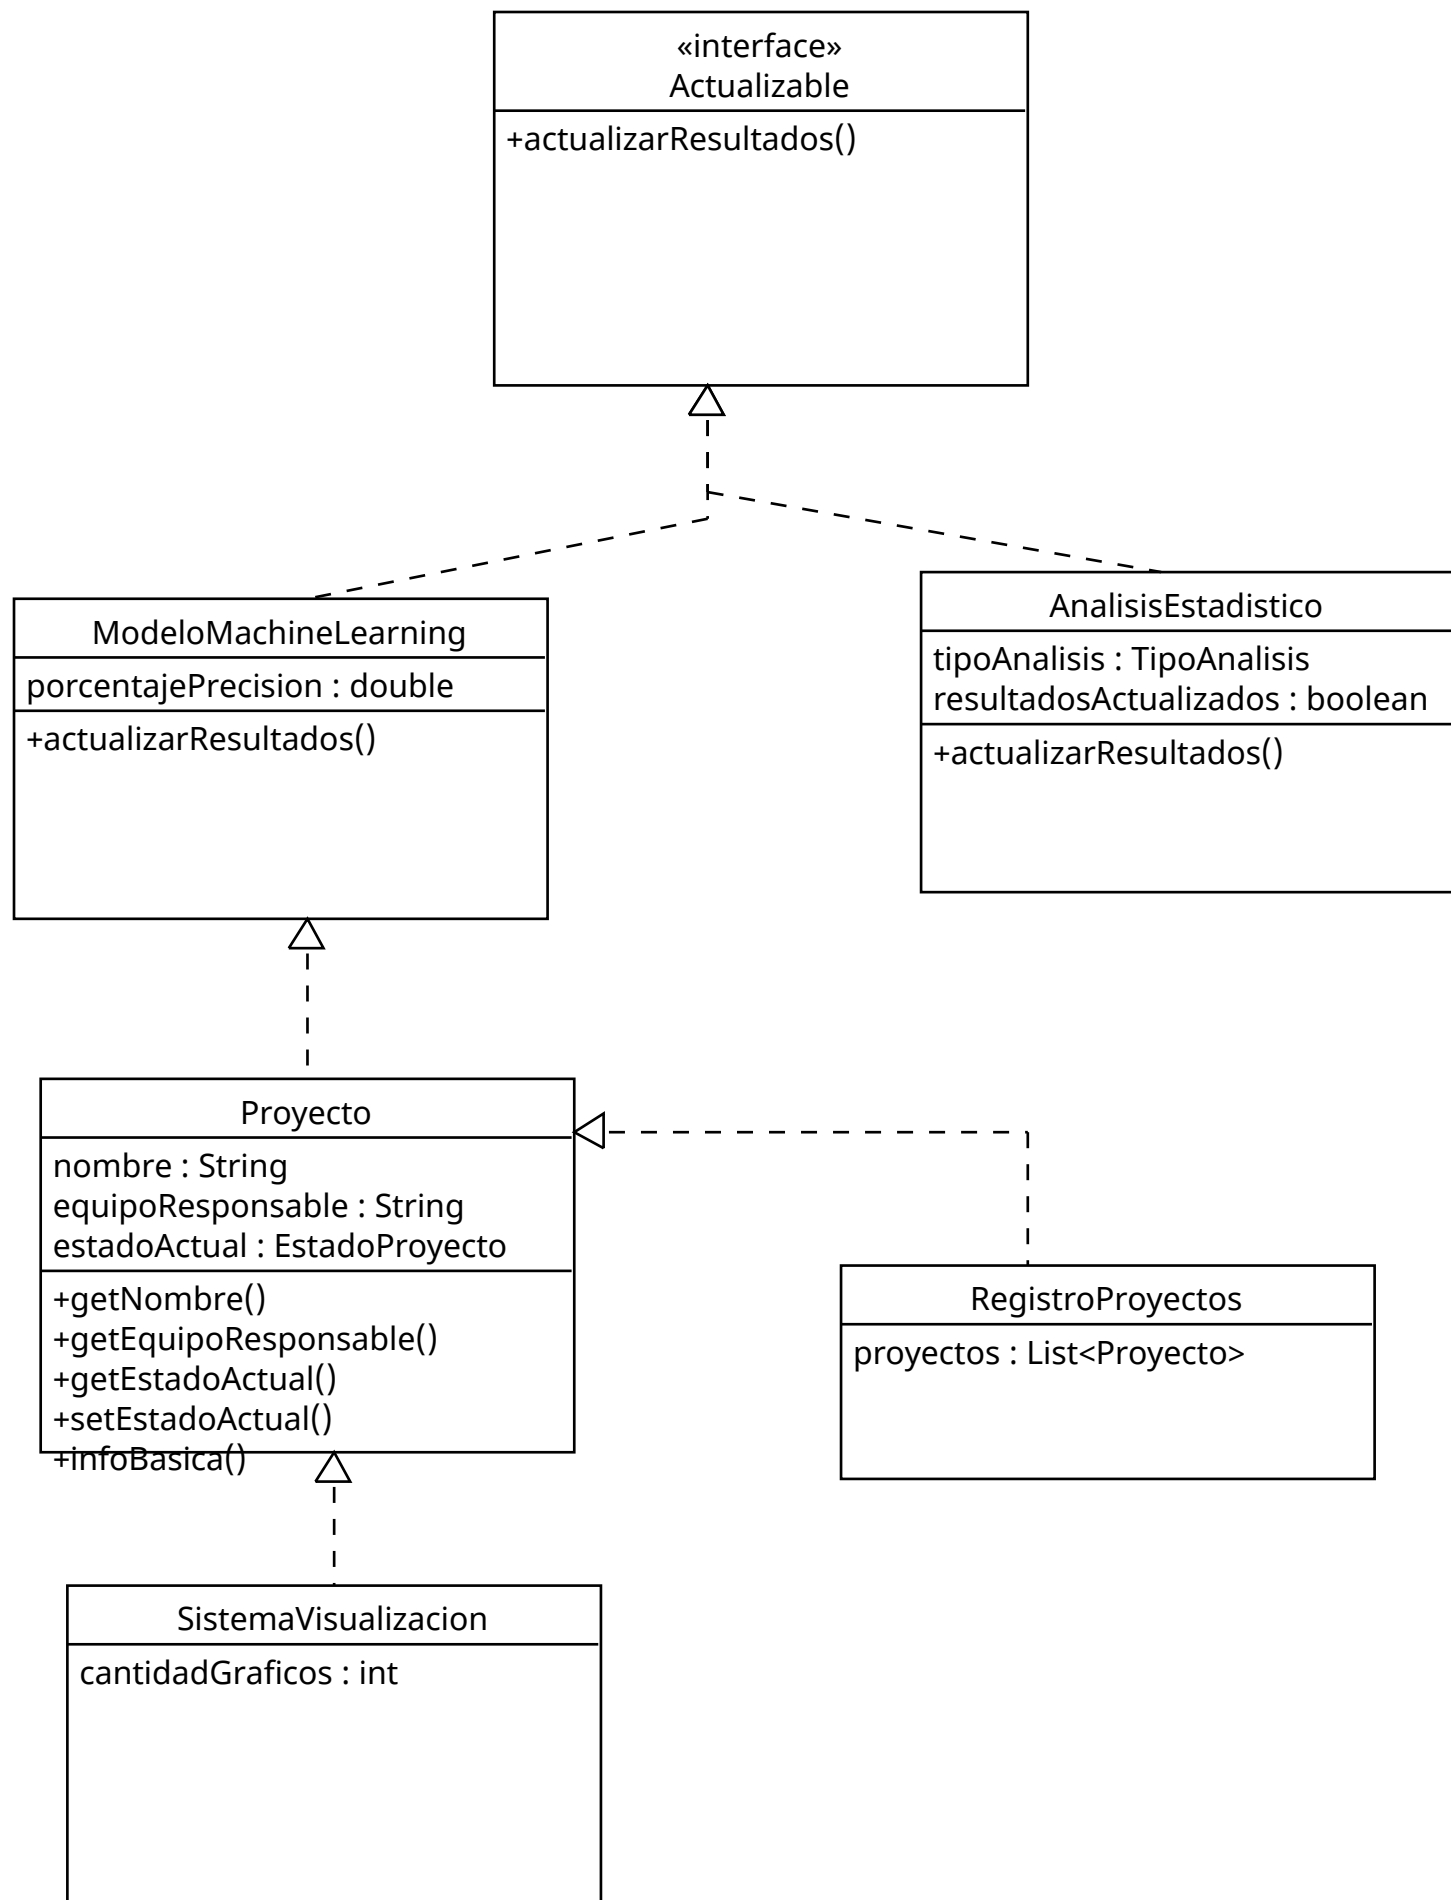 «interface»
Actualizable
+actualizarResultados()
ModeloMachineLearning
porcentajePrecision : double
+actualizarResultados()
AnalisisEstadistico
tipoAnalisis : TipoAnalisis
resultadosActualizados : boolean
+actualizarResultados()
Proyecto
nombre : String
equipoResponsable : String
estadoActual : EstadoProyecto
+getNombre()
+getEquipoResponsable()
+getEstadoActual()
+setEstadoActual()
+infoBasica()
RegistroProyectos
proyectos : List<Proyecto>
SistemaVisualizacion
cantidadGraficos : int